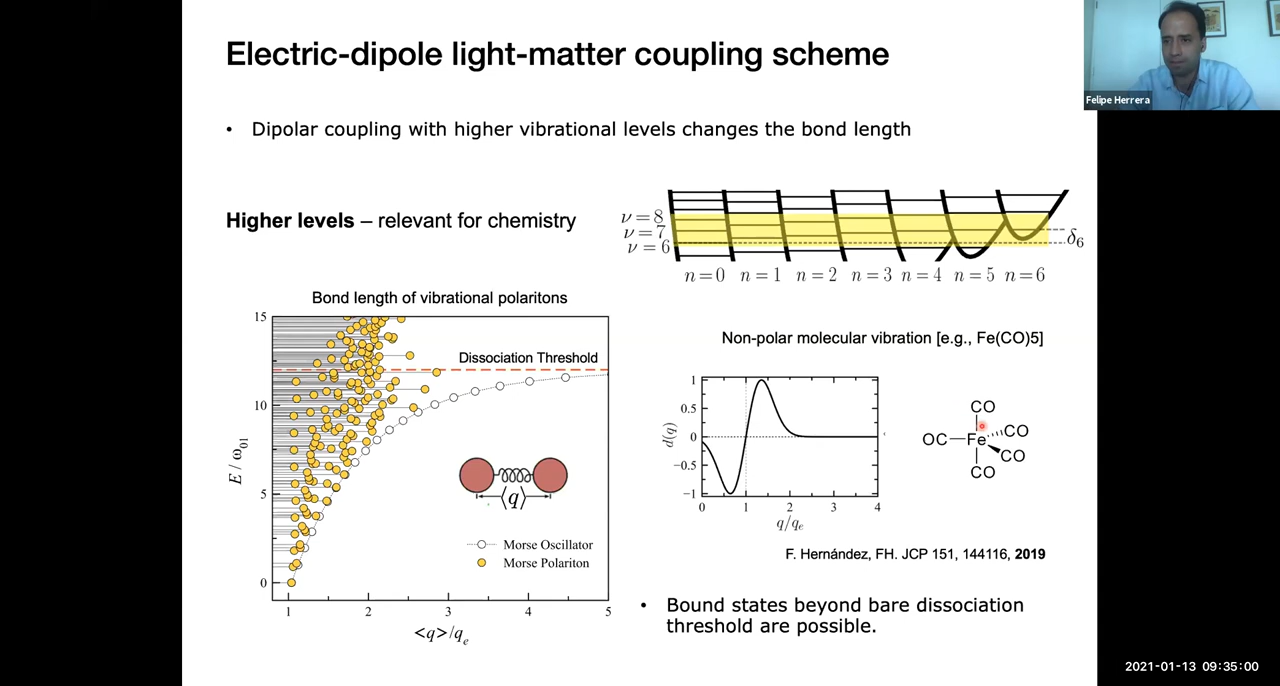 Electric-dipole light-matter coupling scheme
Felipe Herrera
• Dipolar coupling with higher vibrational levels changes the bond length
Higher levels – relevant for chemistry
ν=8
ν=7
ν=6
δ6
n=0 n=1 n=2 n=3 n=4 n=5 n=6
Bond length of vibrational polaritons
15
10
5
0
E / ω01
Dissociation Threshold
⟨q⟩
Morse Oscillator
Morse Polariton
1 2 3 4 5
<q>/qe
Non-polar molecular vibration [e.g., Fe(CO)5]
1
0.5
0
−0.5
−1
d(q)
0 1 2 3 4
q/qe
CO
OC Fe CO
CO
CO
F. Hernández, FH. JCP 151, 144116, 2019
• Bound states beyond bare dissociation
threshold are possible.
2021-01-13 09:35:00